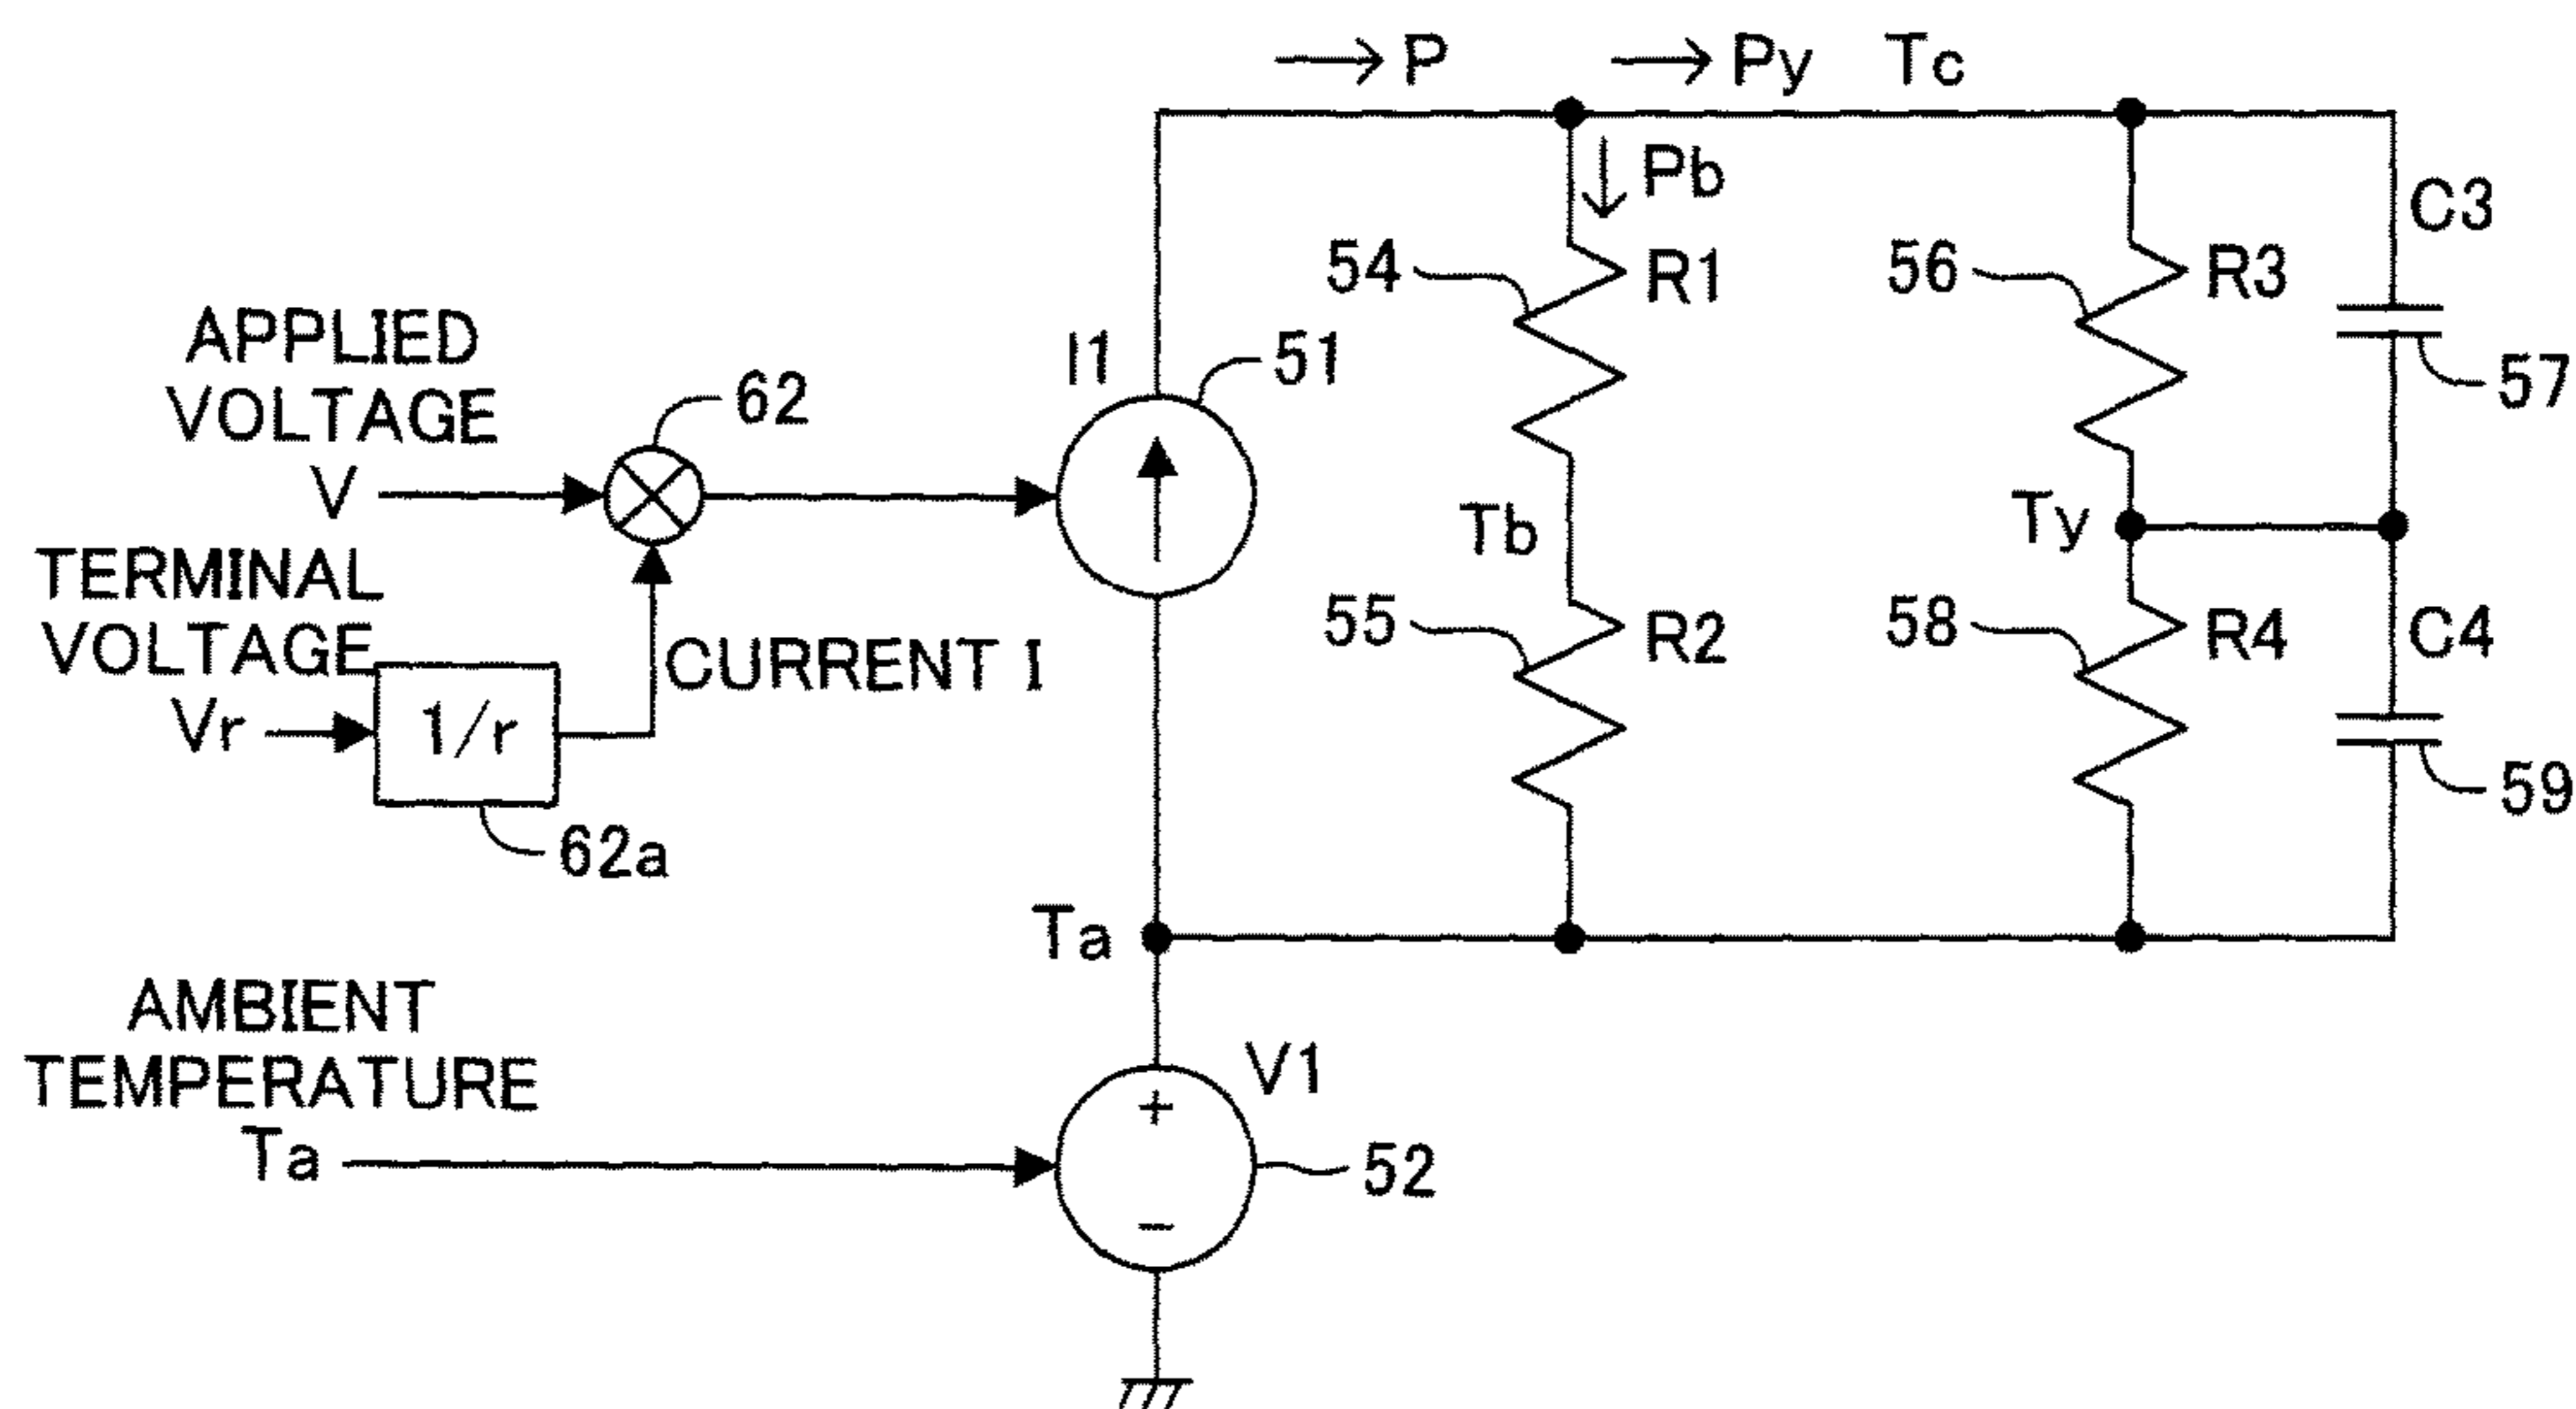 P
Py
Tc
Pb
C3
54
R1
56
R3
APPLIED
VOLTAGE
V
62
I1
51
57
TERMINAL
VOLTAGE
Vr
1/r
CURRENT I
62a
Tb
Ty
55
R2
58
R4
C4
59
Ta
AMBIENT
TEMPERATURE
Ta
V1
+
−
52